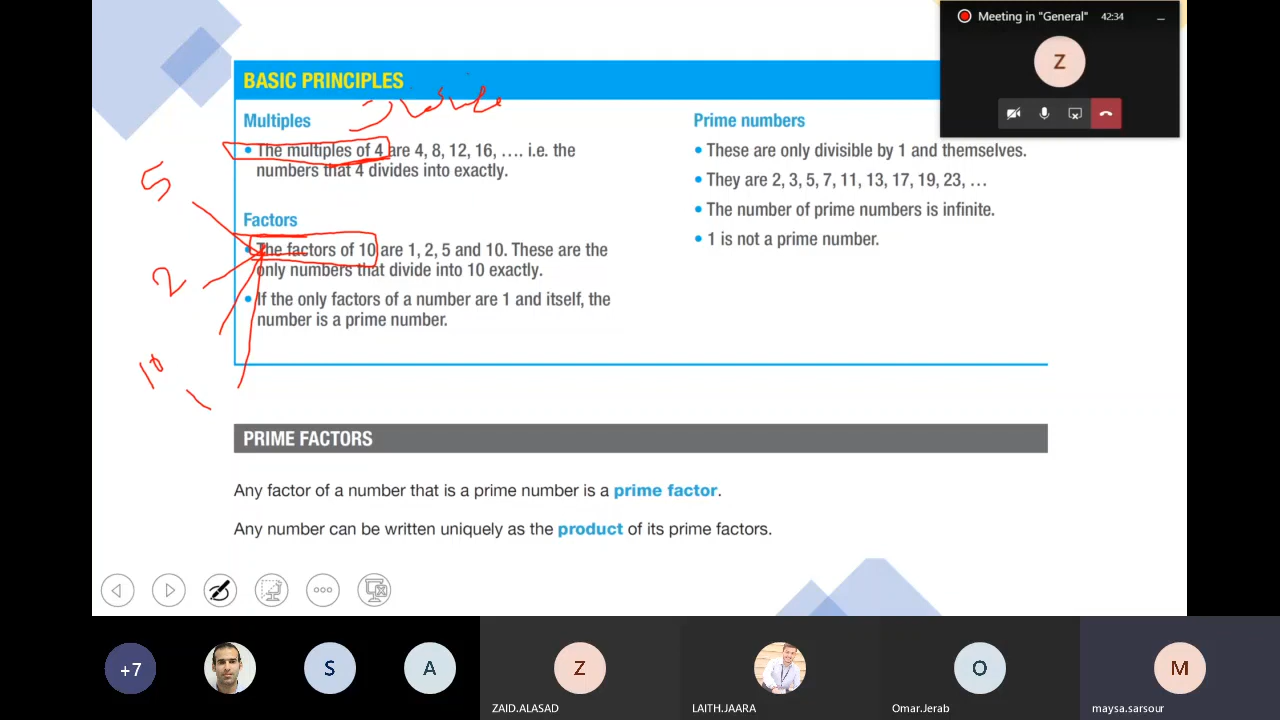 Meeting in "General" 42:34
Z
BASIC PRINCIPLES
Multiples
• The multiples of 4 are 4, 8, 12, 16, …. i.e. the
numbers that 4 divides into exactly.
Factors
• The factors of 10 are 1, 2, 5 and 10. These are the
only numbers that divide into 10 exactly.
• If the only factors of a number are 1 and itself, the
number is a prime number.
Prime numbers
• These are only divisible by 1 and themselves.
• They are 2, 3, 5, 7, 11, 13, 17, 19, 23, …
• The number of prime numbers is infinite.
• 1 is not a prime number.
5
2
10
1
PRIME FACTORS
Any factor of a number that is a prime number is a prime factor.
Any number can be written uniquely as the product of its prime factors.
+7
S
A
Z
O
M
ZAID.ALASAD
LAITH.JAARA
Omar.Jerab
maysa.sarsour